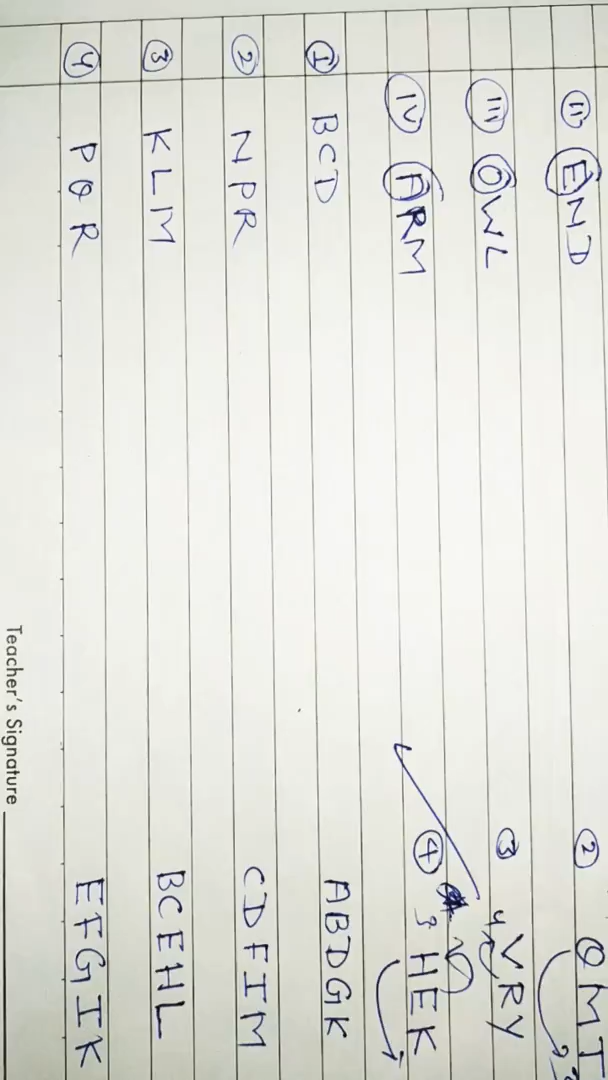 (ii) END
(2) QMT
(iii) OWL
(3) VRY
(iv) ARM
(4) HEK
(1) BCD
ABDGK
(2) NPR
CDFIM
(3) KLM
BCEHL
(4) PQR
EFGIK
Teacher's Signature